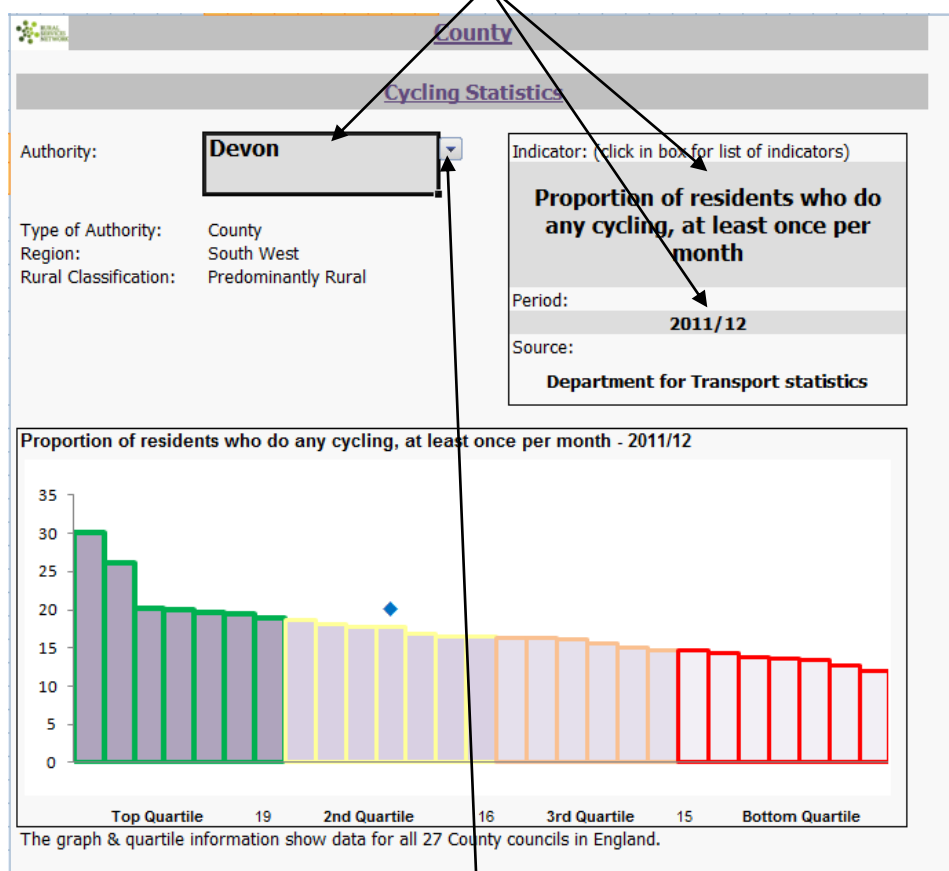 RURAL
SERVICES
NETWORK
County
Cycling Statistics
Authority:
Devon
Type of Authority: County
Region: South West
Rural Classification: Predominantly Rural
Indicator: (click in box for list of indicators)
Proportion of residents who do
any cycling, at least once per
month
Period:
2011/12
Source:
Department for Transport statistics
Proportion of residents who do any cycling, at least once per month - 2011/12
35
30
25
20
15
10
5
0
Top Quartile 19 2nd Quartile 16 3rd Quartile 15 Bottom Quartile
The graph & quartile information show data for all 27 County councils in England.